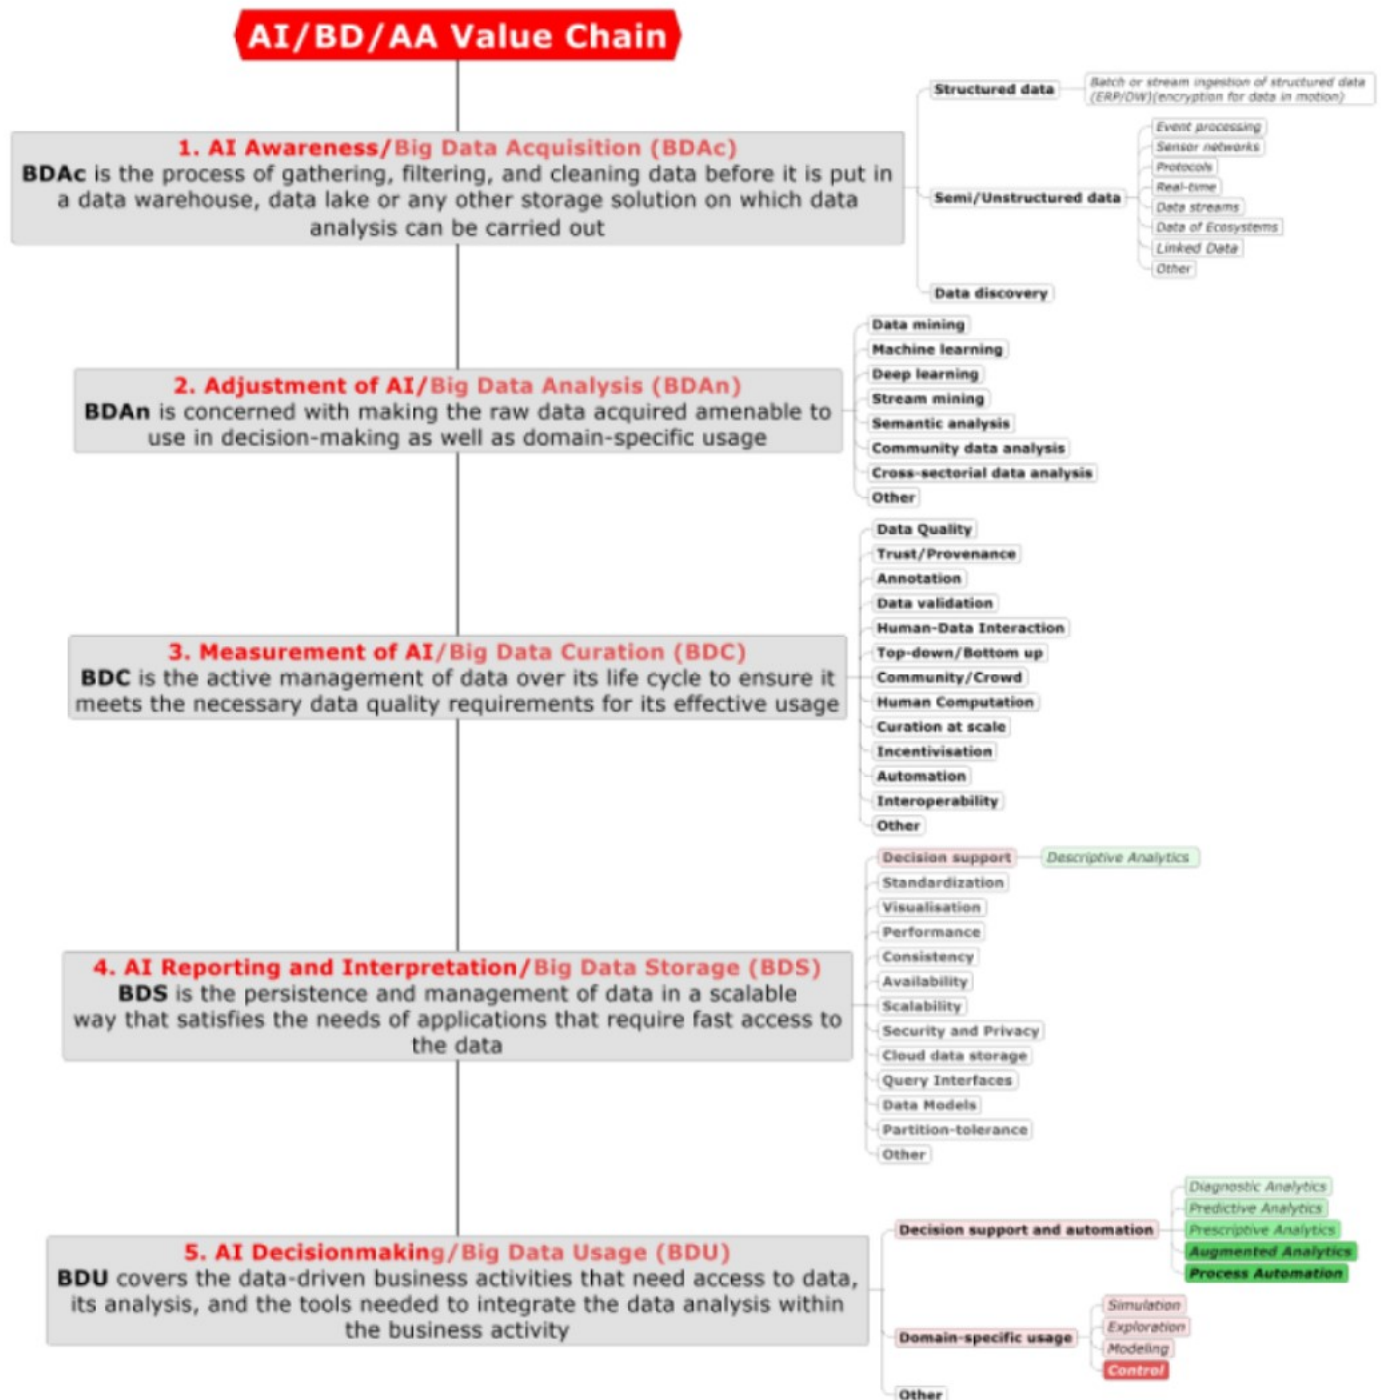 AI/BD/AA Value Chain
1. AI Awareness/Big Data Acquisition (BDAc)
BDAc is the process of gathering, filtering, and cleaning data before it is put in
a data warehouse, data lake or any other storage solution on which data
analysis can be carried out
Structured data
Batch or stream ingestion of structured data
(ERP/DW)(encryption for data in motion)
Semi/Unstructured data
Event processing
Sensor networks
Protocols
Real-time
Data streams
Data of Ecosystems
Linked Data
Other
Data discovery
2. Adjustment of AI/Big Data Analysis (BDAn)
BDAn is concerned with making the raw data acquired amenable to
use in decision-making as well as domain-specific usage
Data mining
Machine learning
Deep learning
Stream mining
Semantic analysis
Community data analysis
Cross-sectorial data analysis
Other
3. Measurement of AI/Big Data Curation (BDC)
BDC is the active management of data over its life cycle to ensure it
meets the necessary data quality requirements for its effective usage
Data Quality
Trust/Provenance
Annotation
Data validation
Human-Data Interaction
Top-down/Bottom up
Community/Crowd
Human Computation
Curation at scale
Incentivisation
Automation
Interoperability
Other
4. AI Reporting and Interpretation/Big Data Storage (BDS)
BDS is the persistence and management of data in a scalable
way that satisfies the needs of applications that require fast access to
the data
Decision support
Descriptive Analytics
Standardization
Visualisation
Performance
Consistency
Availability
Scalability
Security and Privacy
Cloud data storage
Query Interfaces
Data Models
Partition-tolerance
Other
5. AI Decisionmaking/Big Data Usage (BDU)
BDU covers the data-driven business activities that need access to data,
its analysis, and the tools needed to integrate the data analysis within
the business activity
Decision support and automation
Diagnostic Analytics
Predictive Analytics
Prescriptive Analytics
Augmented Analytics
Process Automation
Domain-specific usage
Simulation
Exploration
Modeling
Control
Other